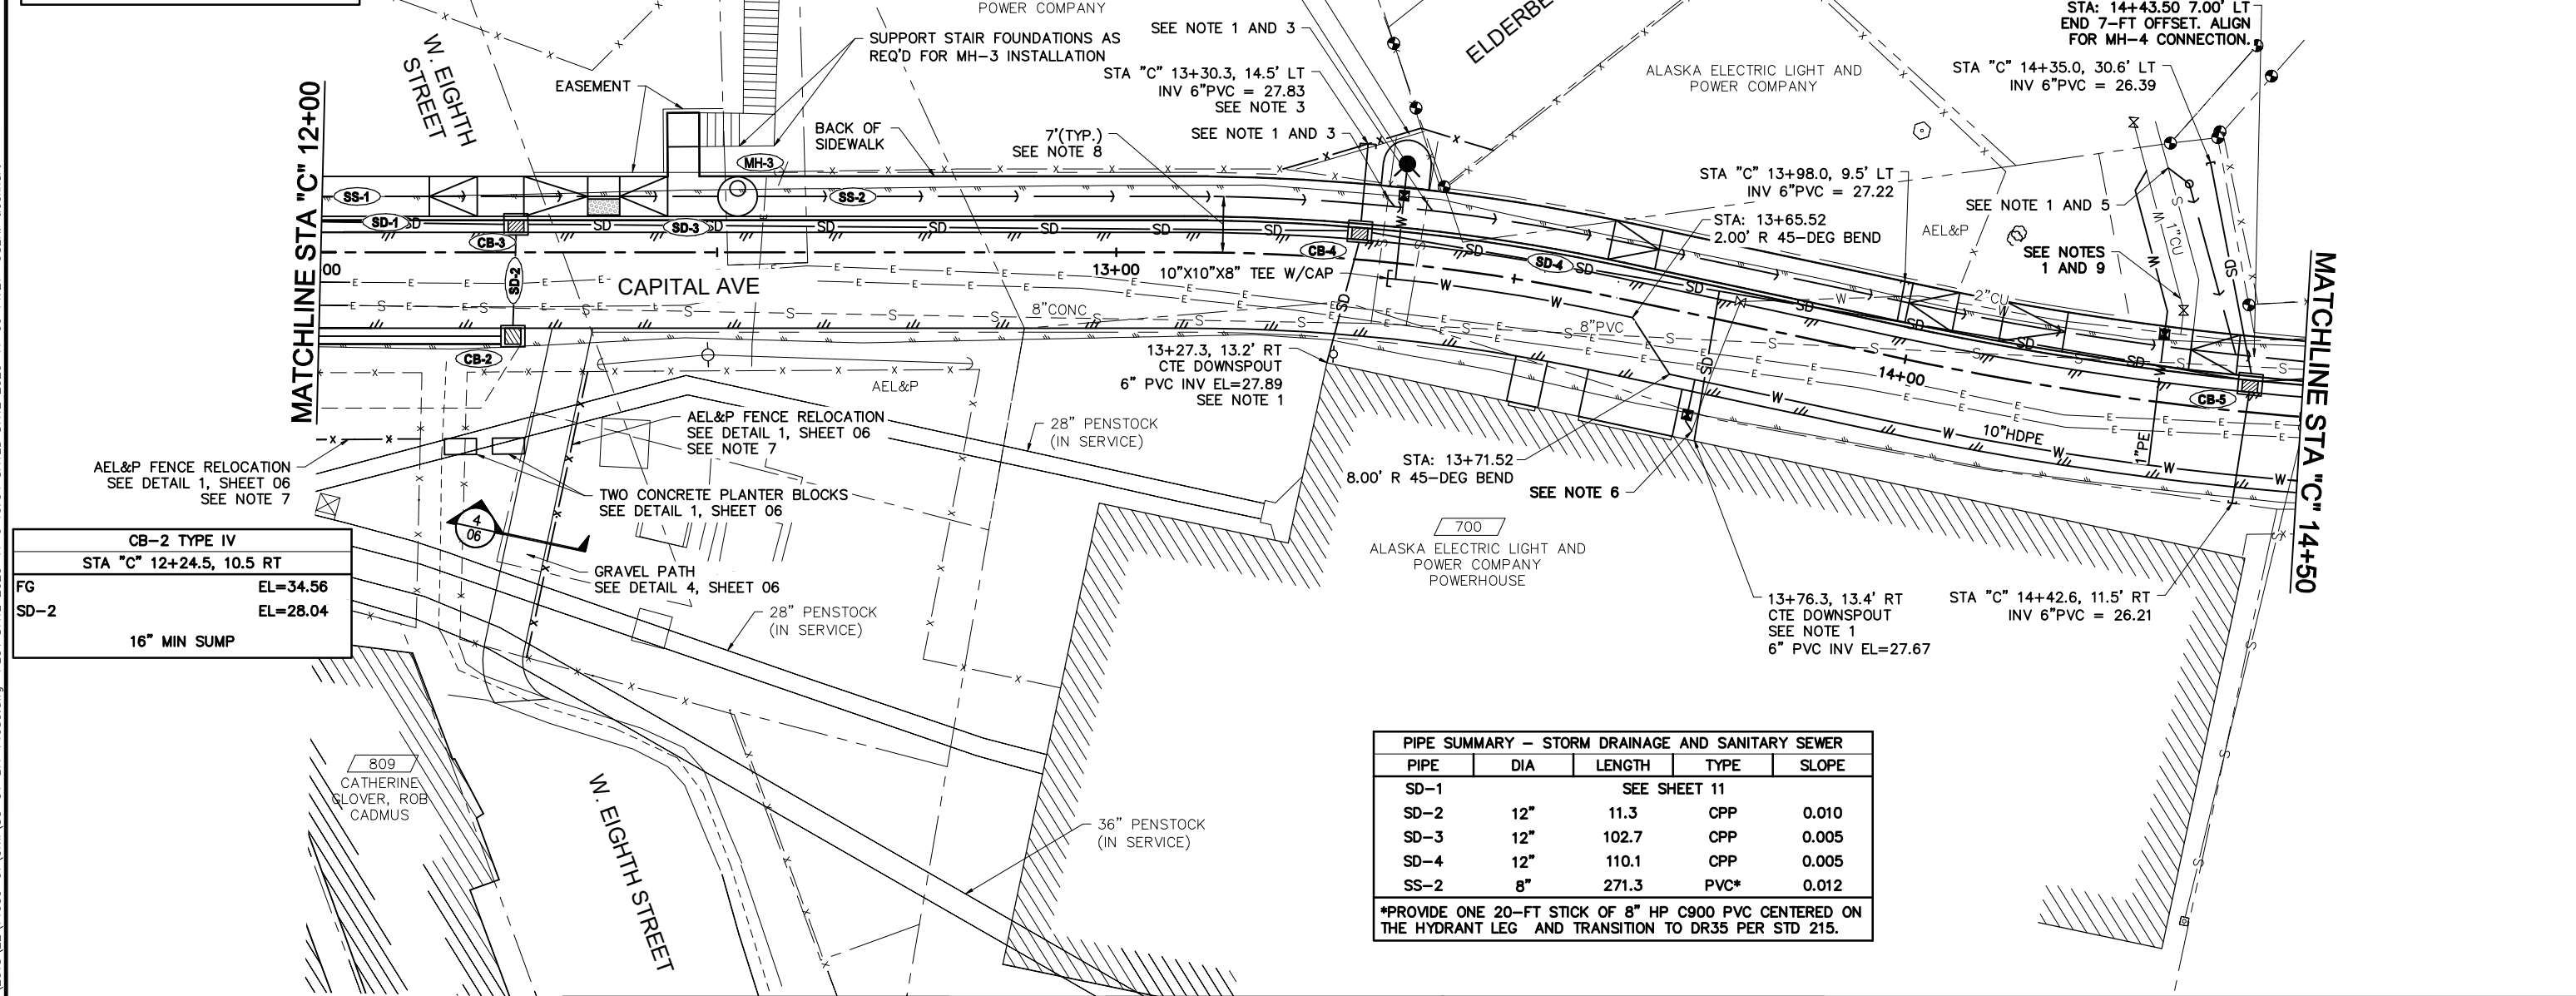 POWER COMPANY
SEE NOTE 1 AND 3
SUPPORT STAIR FOUNDATIONS AS
REQ'D FOR MH-3 INSTALLATION
W. EIGHTH
STREET
EASEMENT
STA "C" 13+30.3, 14.5' LT
INV 6"PVC = 27.83
SEE NOTE 3
SEE NOTE 1 AND 3
BACK OF
SIDEWALK
7'(TYP.)
SEE NOTE 8
ALASKA ELECTRIC LIGHT AND
POWER COMPANY
STA: 14+43.50 7.00' LT
END 7-FT OFFSET. ALIGN
FOR MH-4 CONNECTION.
STA "C" 14+35.0, 30.6' LT
INV 6"PVC = 26.39
STA "C" 13+98.0, 9.5' LT
INV 6"PVC = 27.22
STA: 13+65.52
2.00' R 45-DEG BEND
SEE NOTE 1 AND 5
AEL&P
SEE NOTES
1 AND 9
MATCHLINE STA "C" 12+00
SS-1
SD-1
CB-3
SD-2
SD-3
MH-3
SS-2
CB-4
SD-4
CB-5
CB-2
00
13+00
14+00
CAPITAL AVE
8"CONC
10"X10"X8" TEE W/CAP
8"PVC
2"CU
1"CU
10"HDPE
1"PE
MATCHLINE STA "C" 14+50
13+27.3, 13.2' RT
CTE DOWNSPOUT
6" PVC INV EL=27.89
SEE NOTE 1
AEL&P
AEL&P FENCE RELOCATION
SEE DETAIL 1, SHEET 06
SEE NOTE 7
28" PENSTOCK
(IN SERVICE)
AEL&P FENCE RELOCATION
SEE DETAIL 1, SHEET 06
SEE NOTE 7
TWO CONCRETE PLANTER BLOCKS
SEE DETAIL 1, SHEET 06
STA: 13+71.52
8.00' R 45-DEG BEND
SEE NOTE 6
4
06
GRAVEL PATH
SEE DETAIL 4, SHEET 06
28" PENSTOCK
(IN SERVICE)
700
ALASKA ELECTRIC LIGHT AND
POWER COMPANY
POWERHOUSE
13+76.3, 13.4' RT
CTE DOWNSPOUT
SEE NOTE 1
6" PVC INV EL=27.67
STA "C" 14+42.6, 11.5' RT
INV 6"PVC = 26.21
CB-2 TYPE IV
STA "C" 12+24.5, 10.5 RT
FG EL=34.56
SD-2 EL=28.04
16" MIN SUMP
809
CATHERINE
GLOVER, ROB
CADMUS
W. EIGHTH STREET
36" PENSTOCK
(IN SERVICE)
PIPE SUMMARY – STORM DRAINAGE AND SANITARY SEWER
PIPE DIA LENGTH TYPE SLOPE
SD-1 SEE SHEET 11
SD-2 12" 11.3 CPP 0.010
SD-3 12" 102.7 CPP 0.005
SD-4 12" 110.1 CPP 0.005
SS-2 8" 271.3 PVC* 0.012
*PROVIDE ONE 20-FT STICK OF 8" HP C900 PVC CENTERED ON
THE HYDRANT LEG AND TRANSITION TO DR35 PER STD 215.